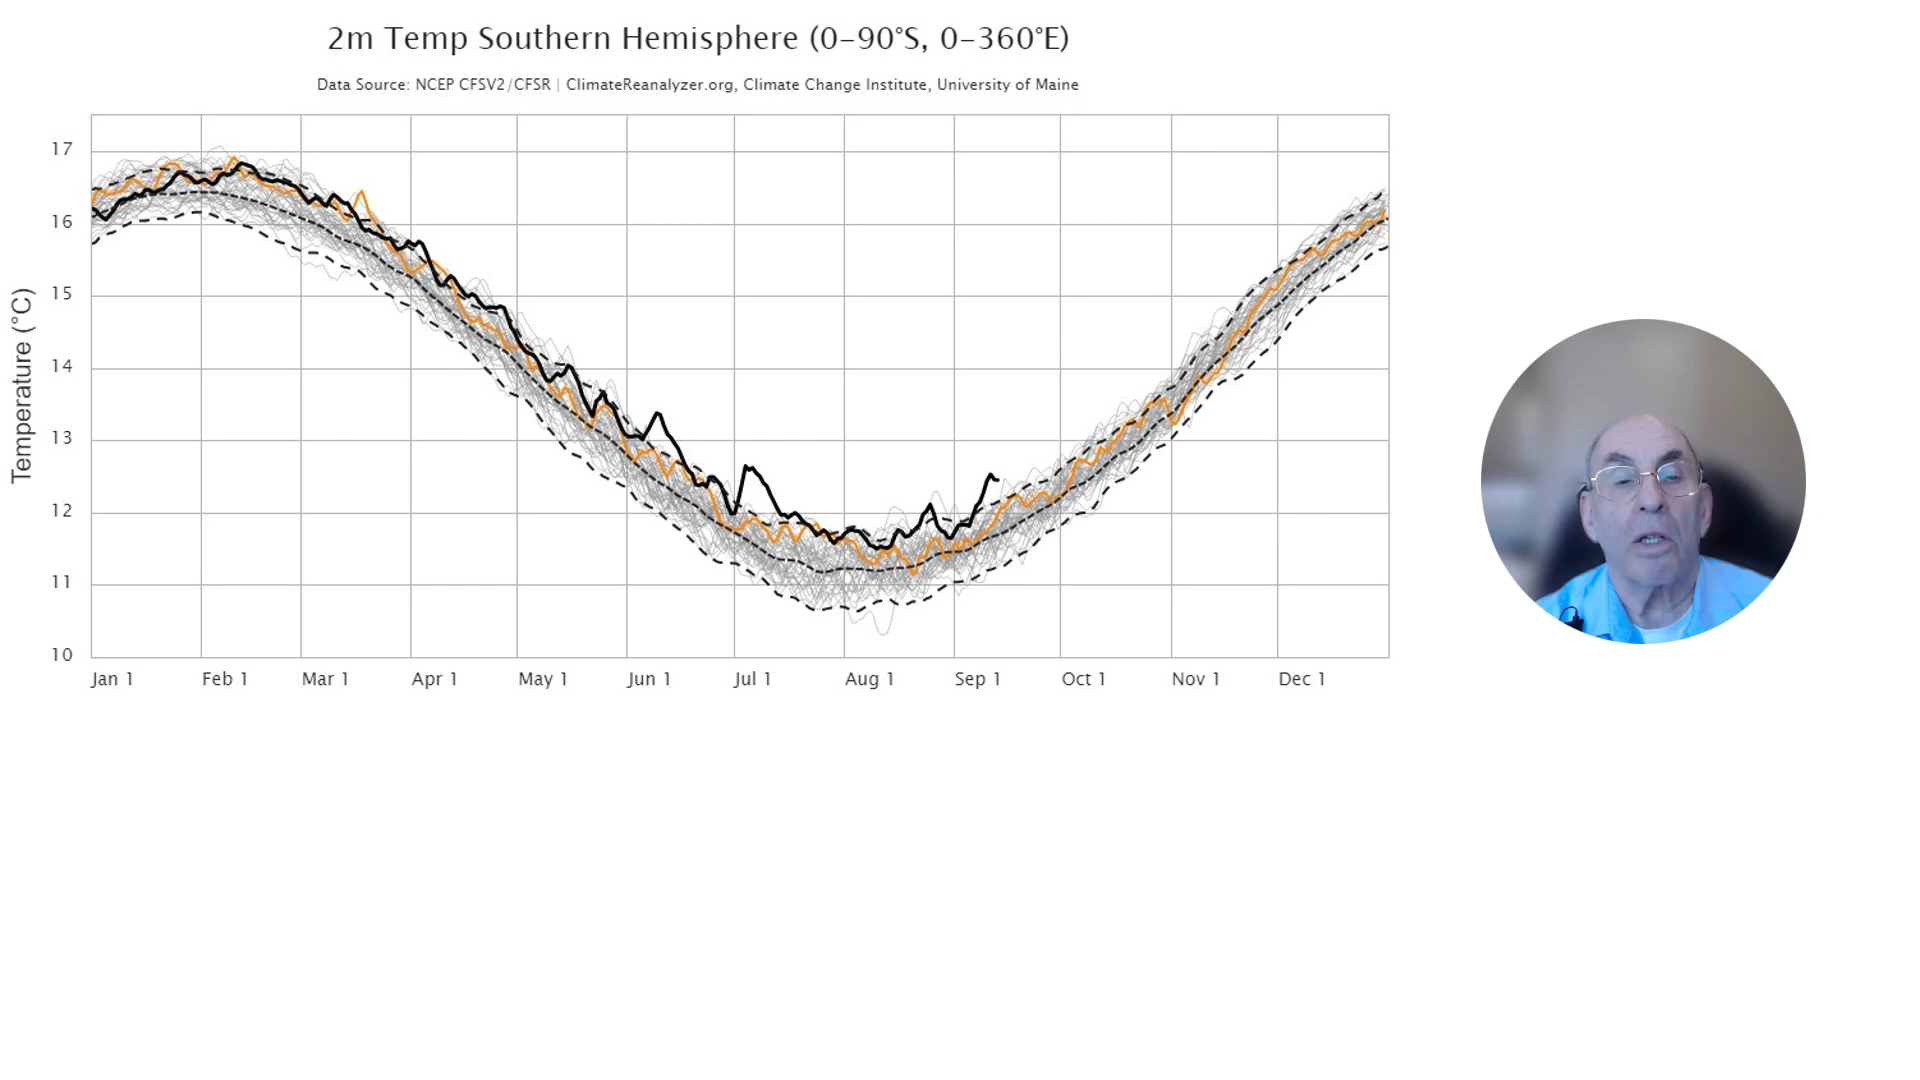 2m Temp Southern Hemisphere (0–90°S, 0–360°E)
Data Source: NCEP CFSV2/CFSR | ClimateReanalyzer.org, Climate Change Institute, University of Maine
Temperature (°C)
17
16
15
14
13
12
11
10
Jan 1 Feb 1 Mar 1 Apr 1 May 1 Jun 1 Jul 1 Aug 1 Sep 1 Oct 1 Nov 1 Dec 1